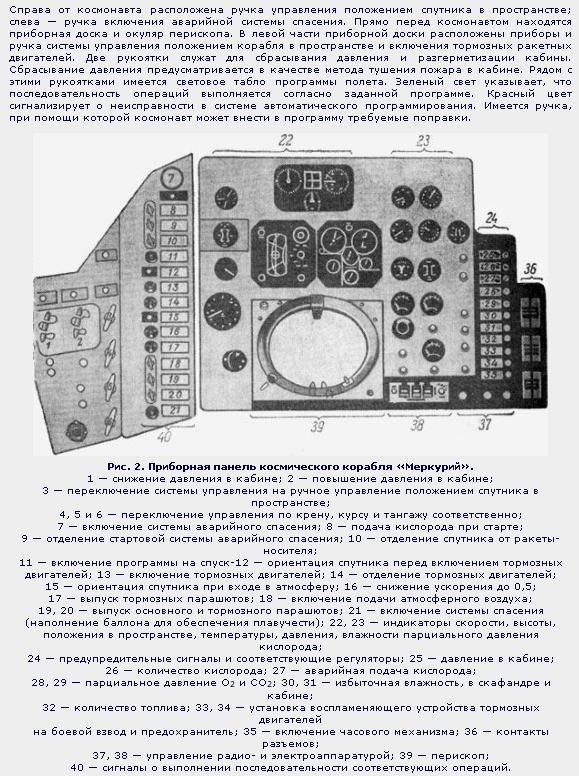 Справа от космонавта расположена ручка управления положением спутника в пространстве;
слева — ручка включения аварийной системы спасения. Прямо перед космонавтом находятся
приборная доска и окуляр перископа. В левой части приборной доски расположены приборы и
ручка системы управления положением корабля в пространстве и включения тормозных ракетных
двигателей. Две рукоятки служат для сбрасывания давления и разгерметизации кабины.
Сбрасывание давления предусматривается в качестве метода тушения пожара в кабине. Рядом с
этими рукоятками имеется световое табло программы полета. Зеленый свет указывает, что
последовательность операций выполняется согласно заданной программе. Красный цвет
сигнализирует о неисправности в системе автоматического программирования. Имеется ручка,
при помощи которой космонавт может внести в программу требуемые поправки.
22
23
7
24
36
8
9
10
11
12
13
14
15
16
17
18
19
20
21
1
2
30
31
32
33
34
35
40
39
38
37
Рис. 2. Приборная панель космического корабля «Меркурий».
1 — снижение давления в кабине; 2 — повышение давления в кабине;
3 — переключение системы управления на ручное управление положением спутника в
пространстве;
4, 5 и 6 — переключение управления по крену, курсу и тангажу соответственно;
7 — включение системы аварийного спасения; 8 — подача кислорода при старте;
9 — отделение стартовой системы аварийного спасения; 10 — отделение спутника от ракеты-
носителя;
11 — включение программы на спуск-12 — ориентация спутника перед включением тормозных
двигателей; 13 — включение тормозных двигателей; 14 — отделение тормозных двигателей;
15 — ориентация спутника при входе в атмосферу; 16 — снижение ускорения до 0,5;
17 — выпуск тормозных парашютов; 18 — включение подачи атмосферного воздуха;
19, 20 — выпуск основного и тормозного парашютов; 21 — включение системы спасения
(наполнение баллона для обеспечения плавучести); 22, 23 — индикаторы скорости, высоты,
положения в пространстве, температуры, давления, влажности парциального давления
кислорода;
24 — предупредительные сигналы и соответствующие регуляторы; 25 — давление в кабине;
26 — количество кислорода; 27 — аварийная подача кислорода;
28, 29 — парциальное давление O2 и CO2; 30, 31 — избыточная влажность, в скафандре и
кабине;
32 — количество топлива; 33, 34 — установка воспламеняющего устройства тормозных
двигателей
на боевой взвод и предохранитель; 35 — включение часового механизма; 36 — контакты
разъемов;
37, 38 — управление радио- и электроаппаратурой; 39 — перископ;
40 — сигналы о выполнении последовательности соответствующих операций.